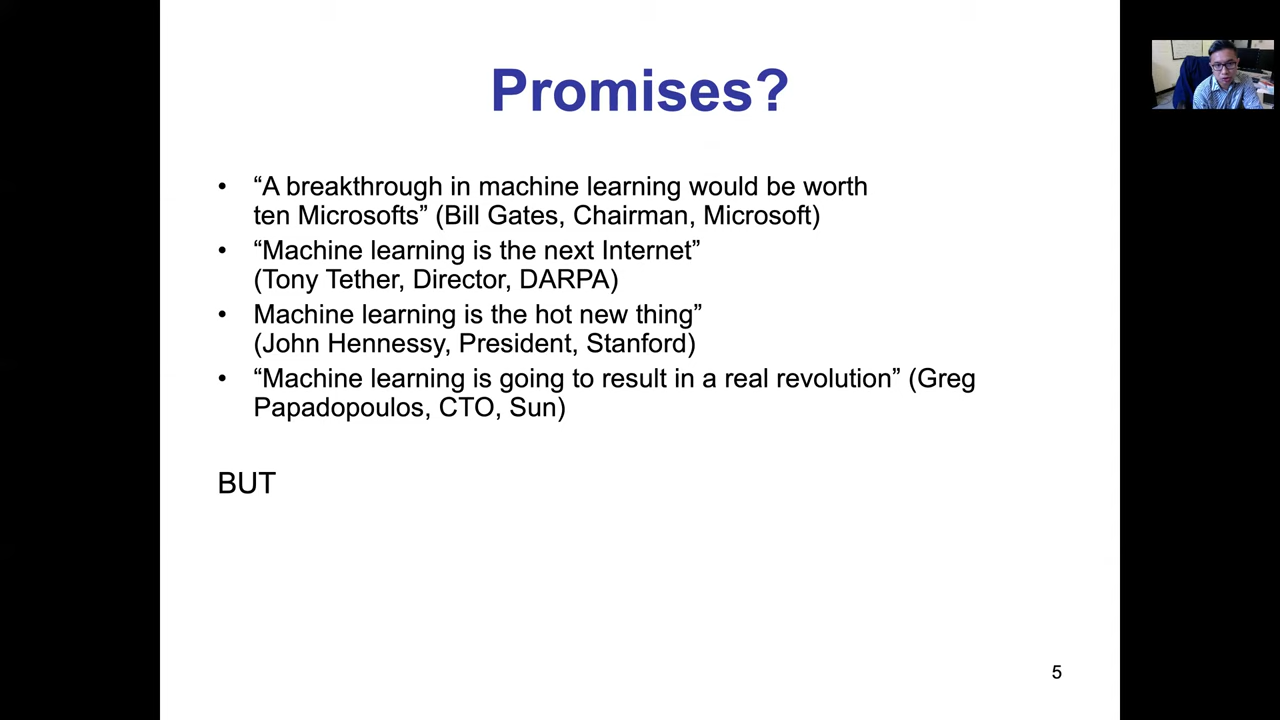 Promises?
• “A breakthrough in machine learning would be worth
ten Microsofts” (Bill Gates, Chairman, Microsoft)
• “Machine learning is the next Internet”
(Tony Tether, Director, DARPA)
• Machine learning is the hot new thing”
(John Hennessy, President, Stanford)
• “Machine learning is going to result in a real revolution” (Greg
Papadopoulos, CTO, Sun)
BUT
5